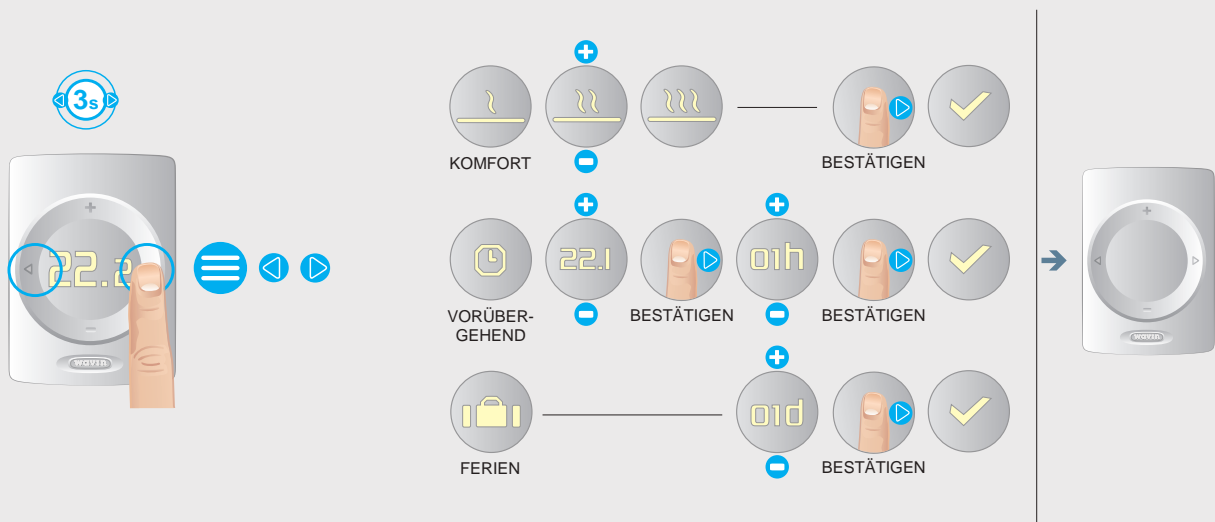 3s
KOMFORT
BESTÄTIGEN
22.2
22.1
01h
VORÜBER-
GEHEND
BESTÄTIGEN
BESTÄTIGEN
wavin
01d
FERIEN
BESTÄTIGEN
wavin